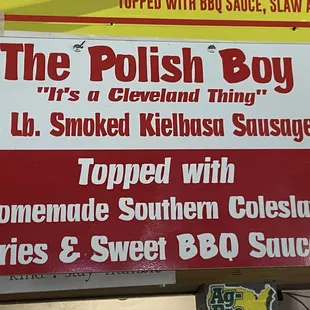 TOPPED WITH BBQ SAUCE, SLAW
The Polish Boy
"It's a Cleveland Thing"
Lb. Smoked Kielbasa Sausage
Topped with
omemade Southern Colesla
ries & Sweet BBQ Sauc
Ag-